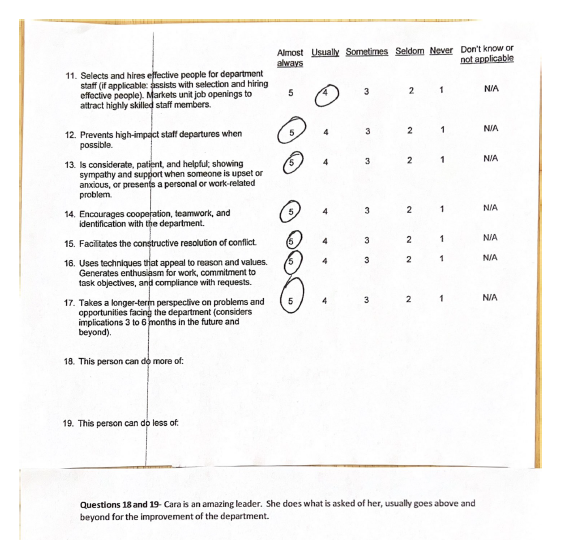 Almost Usually Sometimes Seldom Never Don't know or
always not applicable
11. Selects and hires effective people for department
staff (if applicable: assists with selection and hiring
effective people). Markets unit job openings to
attract highly skilled staff members.
5 4 3 2 1 N/A
12. Prevents high-impact staff departures when
possible.
5 4 3 2 1 N/A
13. Is considerate, patient, and helpful; showing
sympathy and support when someone is upset or
anxious, or presents a personal or work-related
problem.
5 4 3 2 1 N/A
14. Encourages cooperation, teamwork, and
identification with the department.
5 4 3 2 1 N/A
15. Facilitates the constructive resolution of conflict.
5 4 3 2 1 N/A
16. Uses techniques that appeal to reason and values.
Generates enthusiasm for work, commitment to
task objectives, and compliance with requests.
5 4 3 2 1 N/A
17. Takes a longer-term perspective on problems and
opportunities facing the department (considers
implications 3 to 6 months in the future and
beyond).
5 4 3 2 1 N/A
18. This person can do more of:
19. This person can do less of:
Questions 18 and 19- Cara is an amazing leader. She does what is asked of her, usually goes above and
beyond for the improvement of the department.